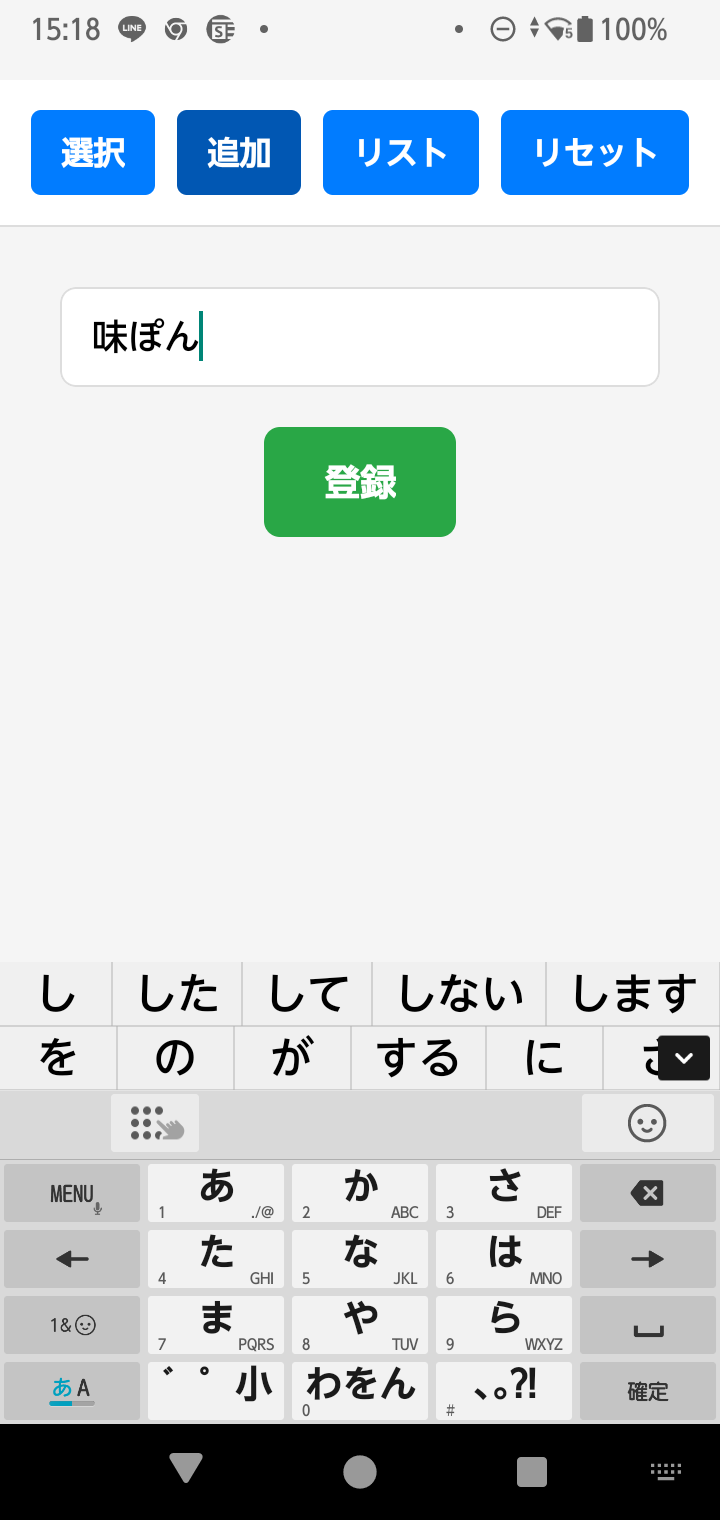 15:18 LINE S 5 100%
選択 追加 リスト リセット
味ぽん
登録
し した して しない します
を の が する に
MENU あ 1 ./@ か 2 ABC さ 3 DEF
た 4 GHI な 5 JKL は 6 MNO
1& ま 7 PQRS や 8 TUV ら 9 WXYZ
あA ゛゜小 わをん 0 、。?! # 確定